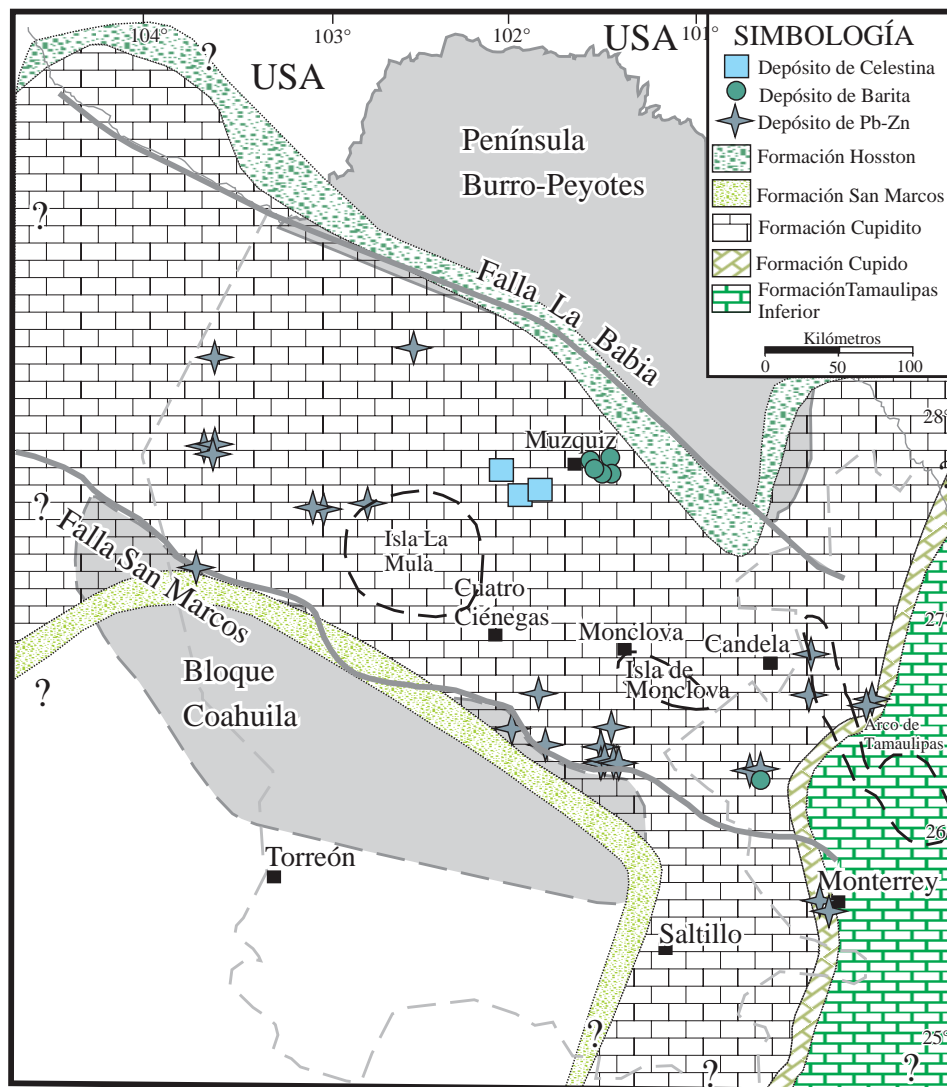 104°
103°
102°
101°
USA
USA
?
SIMBOLOGÍA
Depósito de Celestina
Depósito de Barita
Depósito de Pb-Zn
Formación Hosston
Formación San Marcos
Formación Cupidito
Formación Cupido
FormaciónTamaulipas
Inferior
Kilómetros
0 50 100
Península
Burro-Peyotes
?
Falla La Babia
28°
Muzquiz
?
?
Falla San Marcos
Isla La
Mula
Cuatro
Ciénegas
27
Monclova
Candela
Isla de
Monclova
Bloque
Coahuila
?
Arco de
Tamaulipas
26
Torreón
Monterrey
Saltillo
25°
?
?
?
?